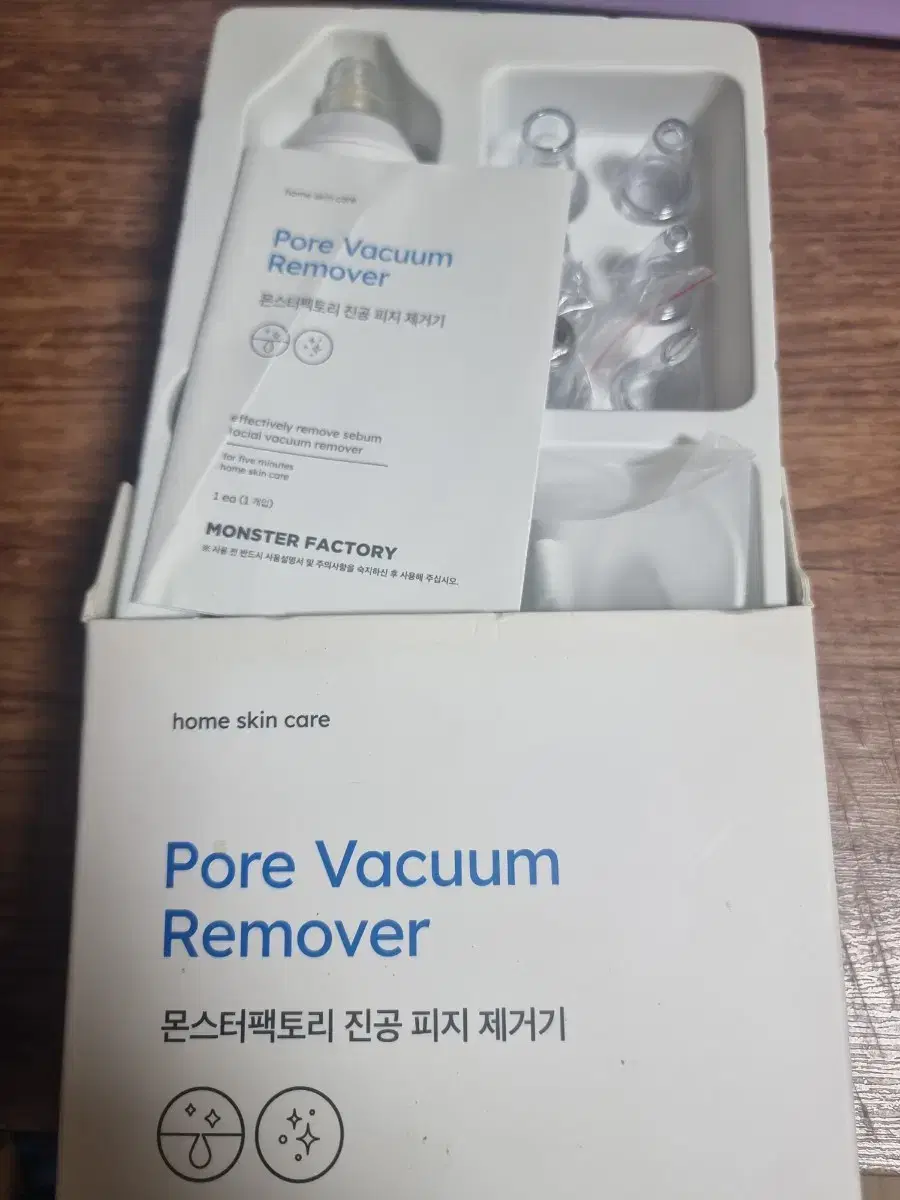 home skin care
Pore Vacuum
Remover
몬스터팩토리 진공 피지 제거기
effectively remove sebum
facial vacuum remover
for five minutes
home skin care
1 ea (1 개입)
MONSTER FACTORY
※ 사용 전 반드시 사용설명서 및 주의사항을 숙지하신 후 사용해 주십시오.
home skin care
Pore Vacuum
Remover
몬스터팩토리 진공 피지 제거기